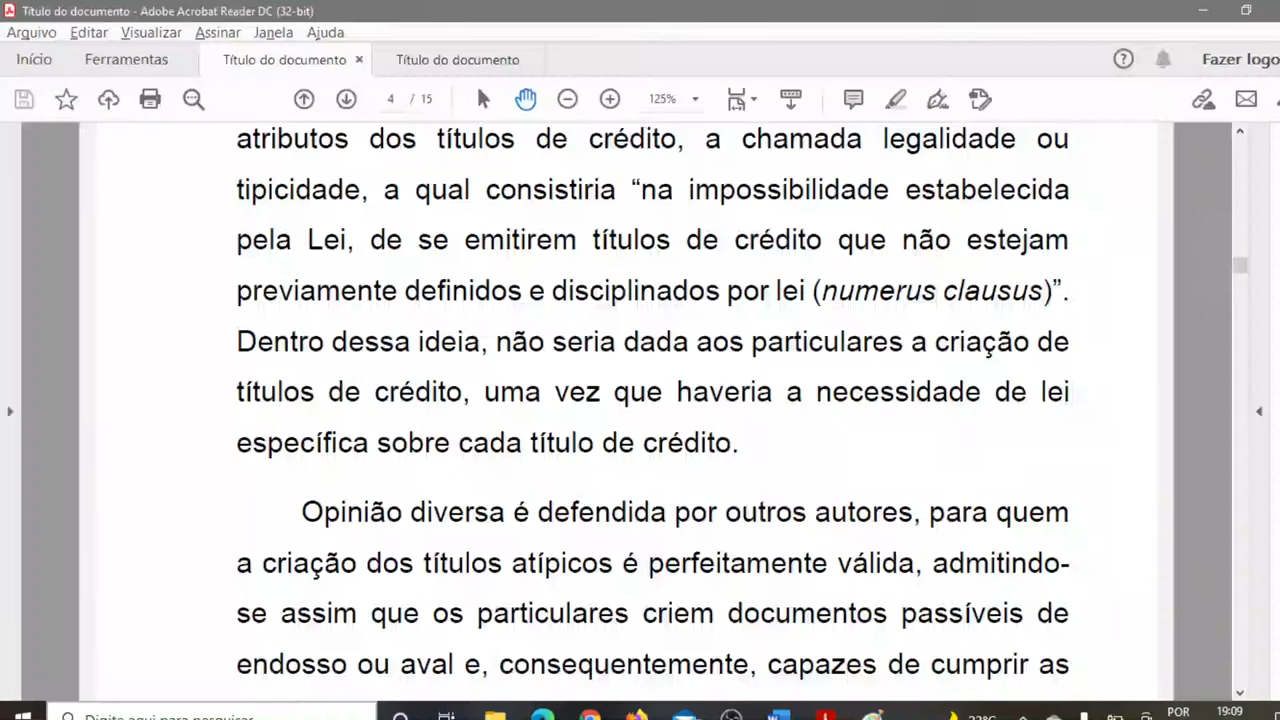 Título do documento - Adobe Acrobat Reader DC (32-bit)
Arquivo Editar Visualizar Assinar Janela Ajuda
Início Ferramentas Título do documento × Título do documento Fazer logo
4 / 15 125%
atributos dos títulos de crédito, a chamada legalidade ou
tipicidade, a qual consistiria “na impossibilidade estabelecida
pela Lei, de se emitirem títulos de crédito que não estejam
previamente definidos e disciplinados por lei (numerus clausus)”.
Dentro dessa ideia, não seria dada aos particulares a criação de
títulos de crédito, uma vez que haveria a necessidade de lei
específica sobre cada título de crédito.
Opinião diversa é defendida por outros autores, para quem
a criação dos títulos atípicos é perfeitamente válida, admitindo-
se assim que os particulares criem documentos passíveis de
endosso ou aval e, consequentemente, capazes de cumprir as
Digite aqui para pesquisar POR 19:09